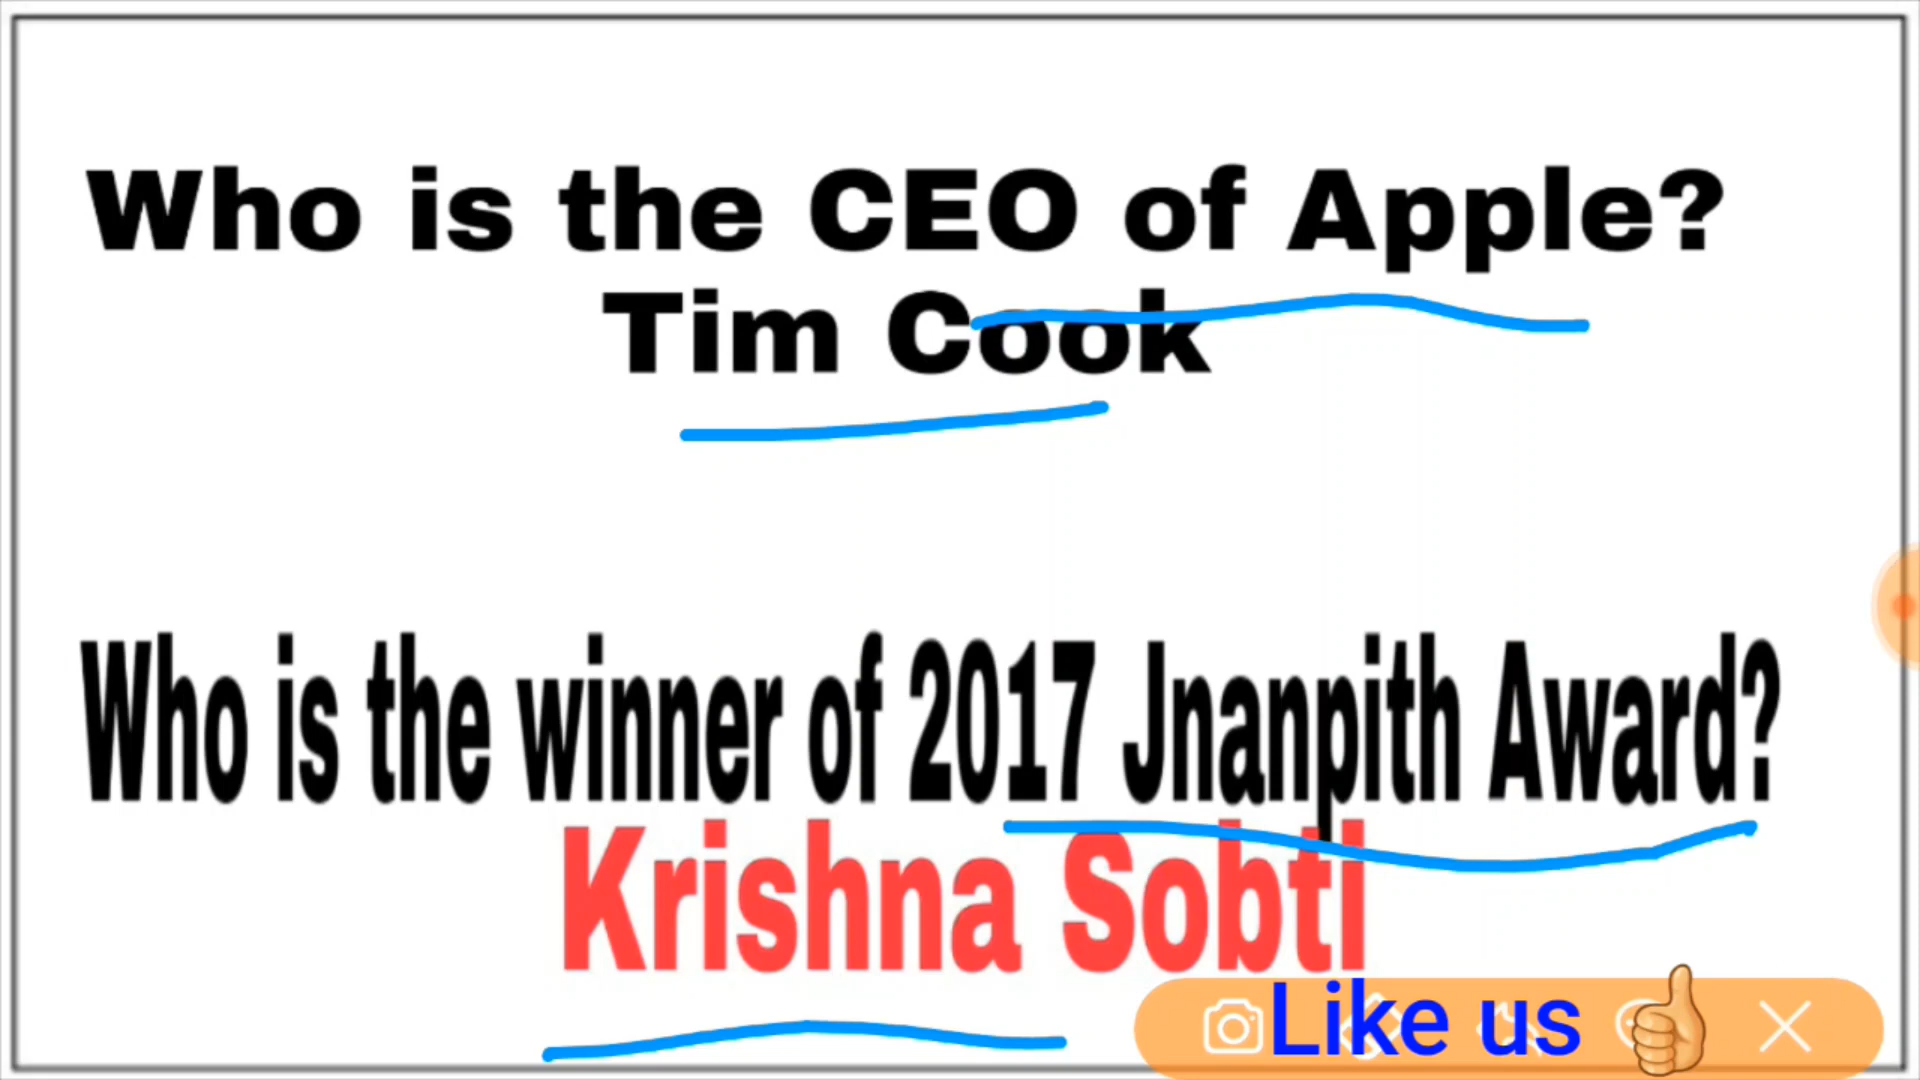 Who is the CEO of Apple?
Tim Cook
Who is the winner of 2017 Jnanpith Award?
Krishna Sobti
Like us